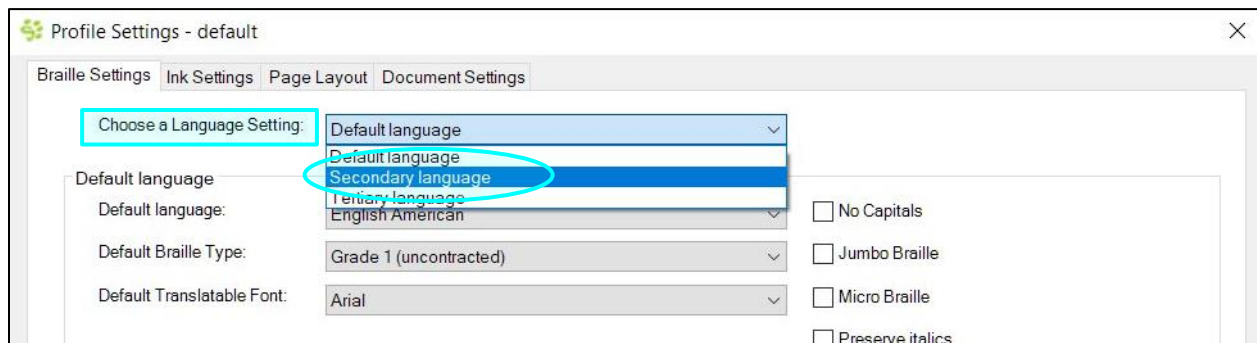 Profile Settings - default
Braille Settings Ink Settings Page Layout Document Settings
Choose a Language Setting: Default language
Default language
Secondary language
Tertiary language
Default language
Default language: English American No Capitals
Default Braille Type: Grade 1 (uncontracted) Jumbo Braille
Default Translatable Font: Arial Micro Braille
Preserve italics